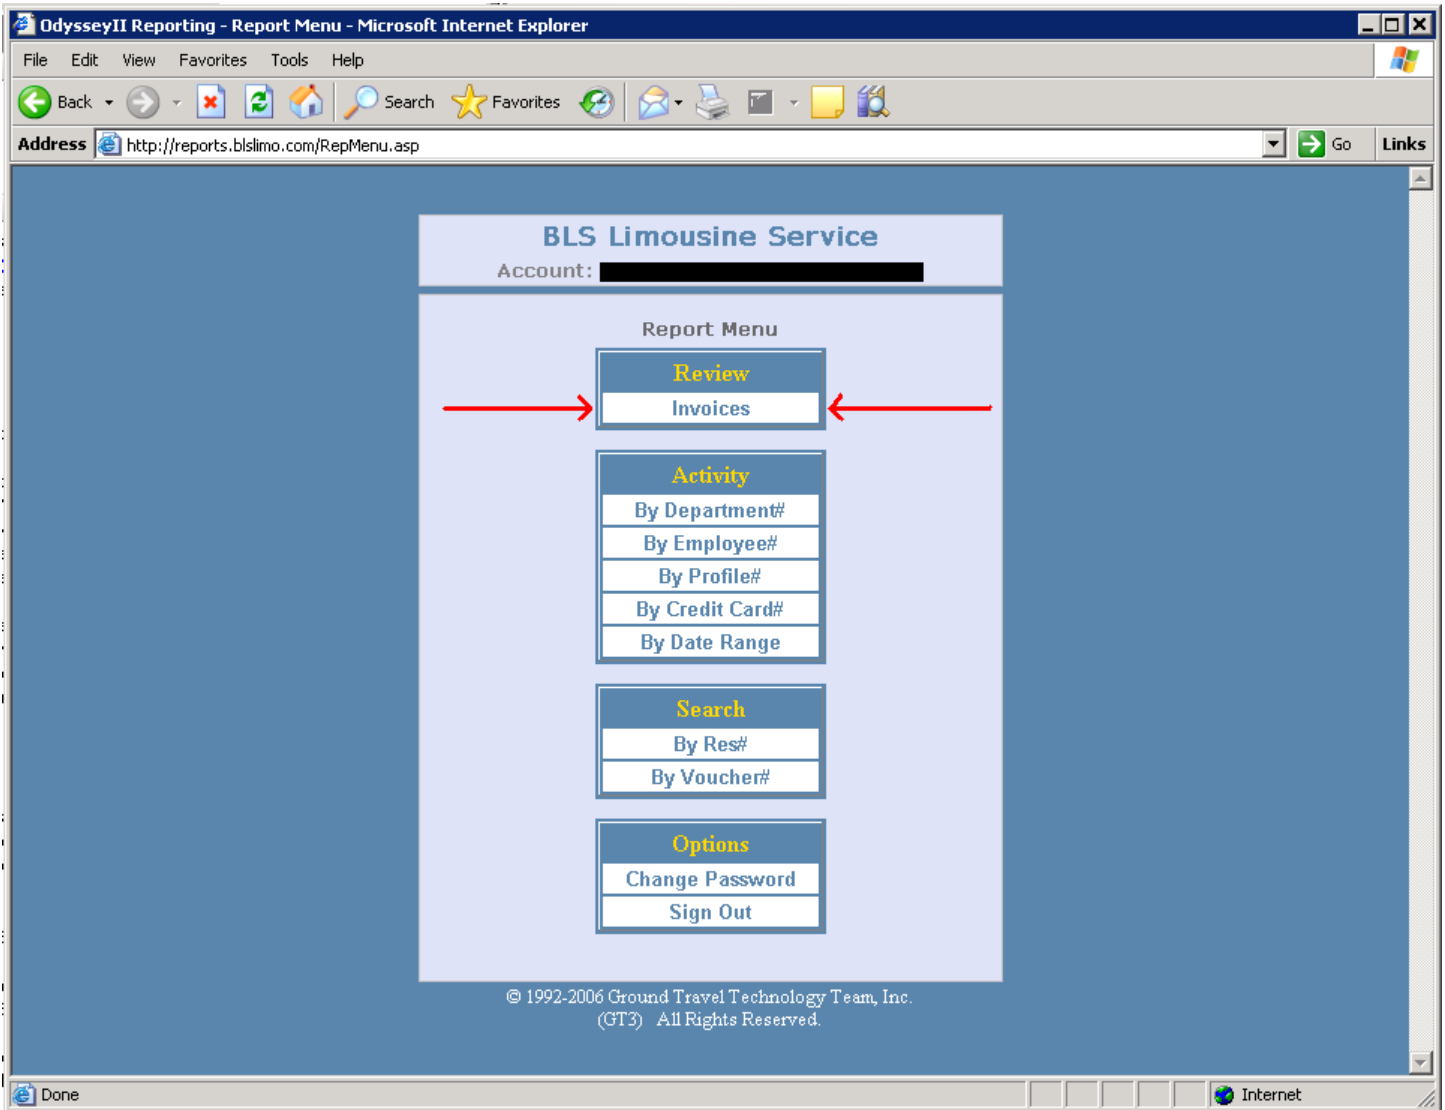 OdysseyII Reporting - Report Menu - Microsoft Internet Explorer
File Edit View Favorites Tools Help
Back Search Favorites
Address http://reports.blslimo.com/RepMenu.asp Go Links
BLS Limousine Service
Account:
Report Menu
Review
Invoices
Activity
By Department#
By Employee#
By Profile#
By Credit Card#
By Date Range
Search
By Res#
By Voucher#
Options
Change Password
Sign Out
© 1992-2006 Ground Travel Technology Team, Inc.
(GT3) All Rights Reserved.
Done Internet